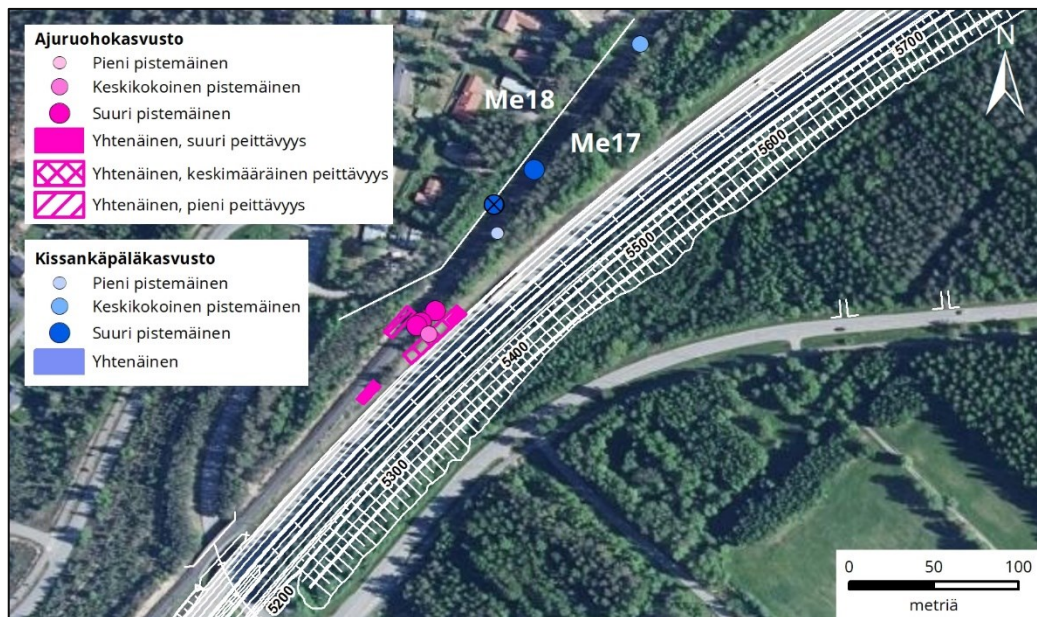 Ajuruohokasvusto
Pieni pistemäinen
Keskikokoinen pistemäinen
Suuri pistemäinen
Yhtenäinen, suuri peittävyys
Yhtenäinen, keskimääräinen peittävyys
Yhtenäinen, pieni peittävyys
Kissankäpäläkasvusto
Pieni pistemäinen
Keskikokoinen pistemäinen
Suuri pistemäinen
Yhtenäinen
Me18
Me17
N
5700
5600
5500
5400
5300
5200
0 50 100
metriä